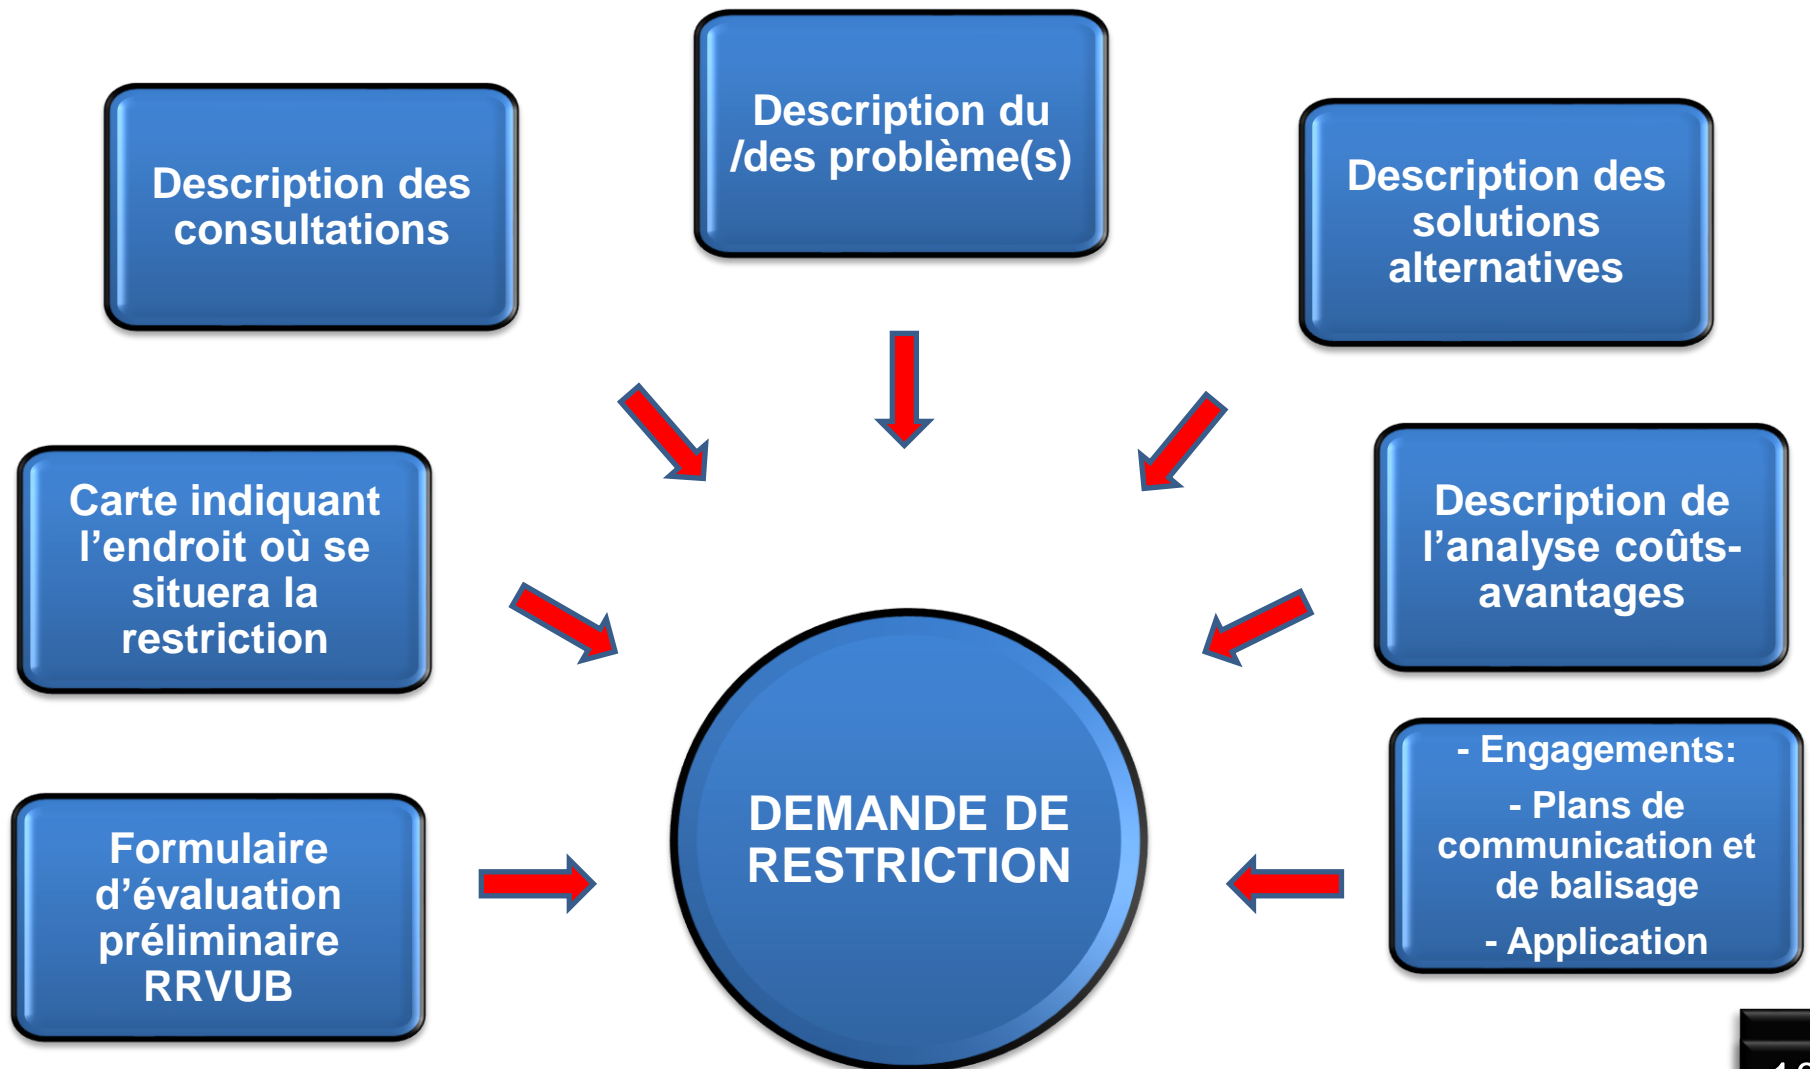 Description du
/des problème(s)
Description des
consultations
Description des
solutions
alternatives
Carte indiquant
l’endroit où se
situera la
restriction
Description de
l’analyse coûts-
avantages
Formulaire
d’évaluation
préliminaire
RRVUB
DEMANDE DE
RESTRICTION
- Engagements:
- Plans de
communication et
de balisage
- Application